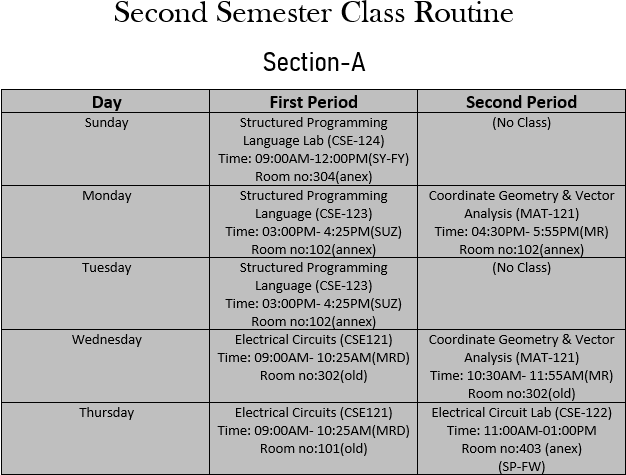 Second Semester Class Routine
Section-A
Day First Period Second Period
Sunday
Structured Programming
Language Lab (CSE-124)
Time: 09:00AM-12:00PM(SY-FY)
Room no:304(anex)
(No Class)
Monday
Structured Programming
Language (CSE-123)
Time: 03:00PM- 4:25PM(SUZ)
Room no:102(annex)
Coordinate Geometry & Vector
Analysis (MAT-121)
Time: 04:30PM- 5:55PM(MR)
Room no:102(annex)
Tuesday
Structured Programming
Language (CSE-123)
Time: 03:00PM- 4:25PM(SUZ)
Room no:102(annex)
(No Class)
Wednesday
Electrical Circuits (CSE121)
Time: 09:00AM- 10:25AM(MRD)
Room no:302(old)
Coordinate Geometry & Vector
Analysis (MAT-121)
Time: 10:30AM- 11:55AM(MR)
Room no:302(old)
Thursday
Electrical Circuits (CSE121)
Time: 09:00AM- 10:25AM(MRD)
Room no:101(old)
Electrical Circuit Lab (CSE-122)
Time: 11:00AM-01:00PM
Room no:403 (anex)
(SP-FW)